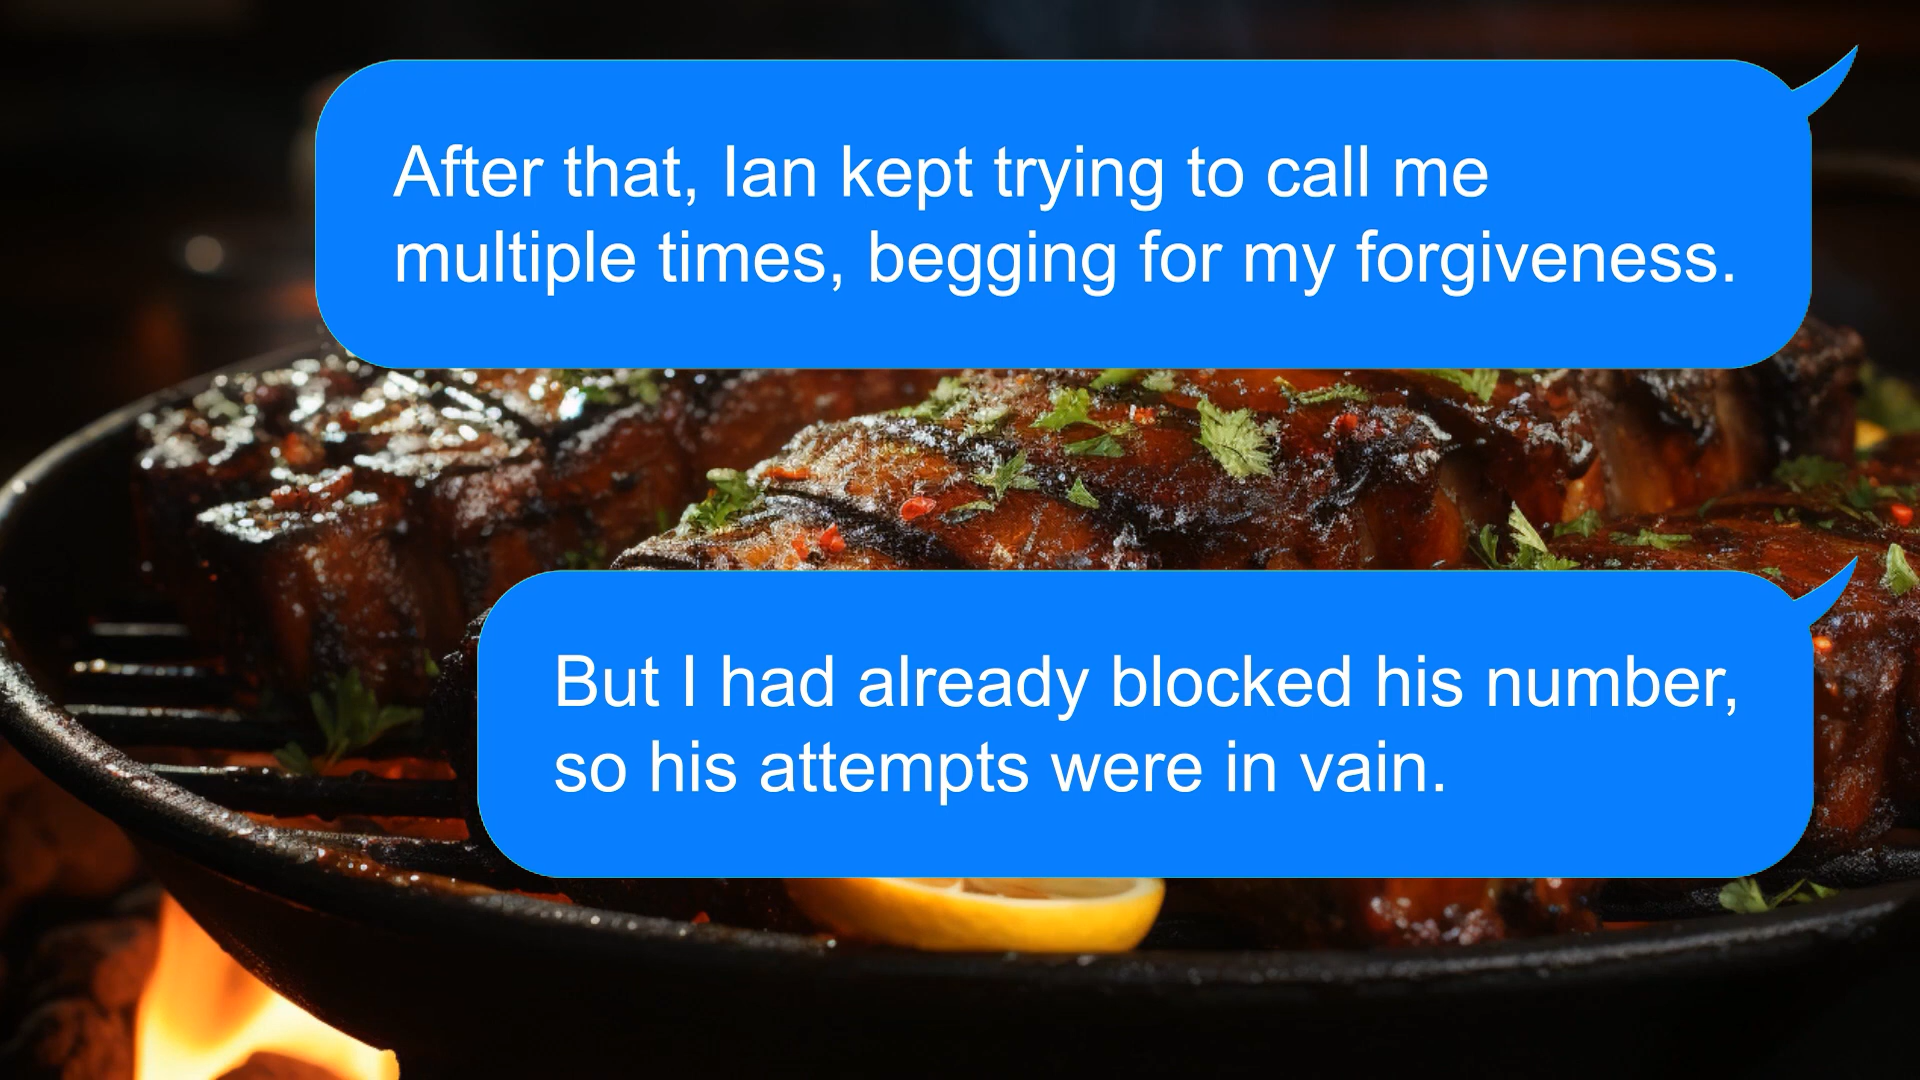 After that, Ian kept trying to call me
multiple times, begging for my forgiveness.
But I had already blocked his number,
so his attempts were in vain.